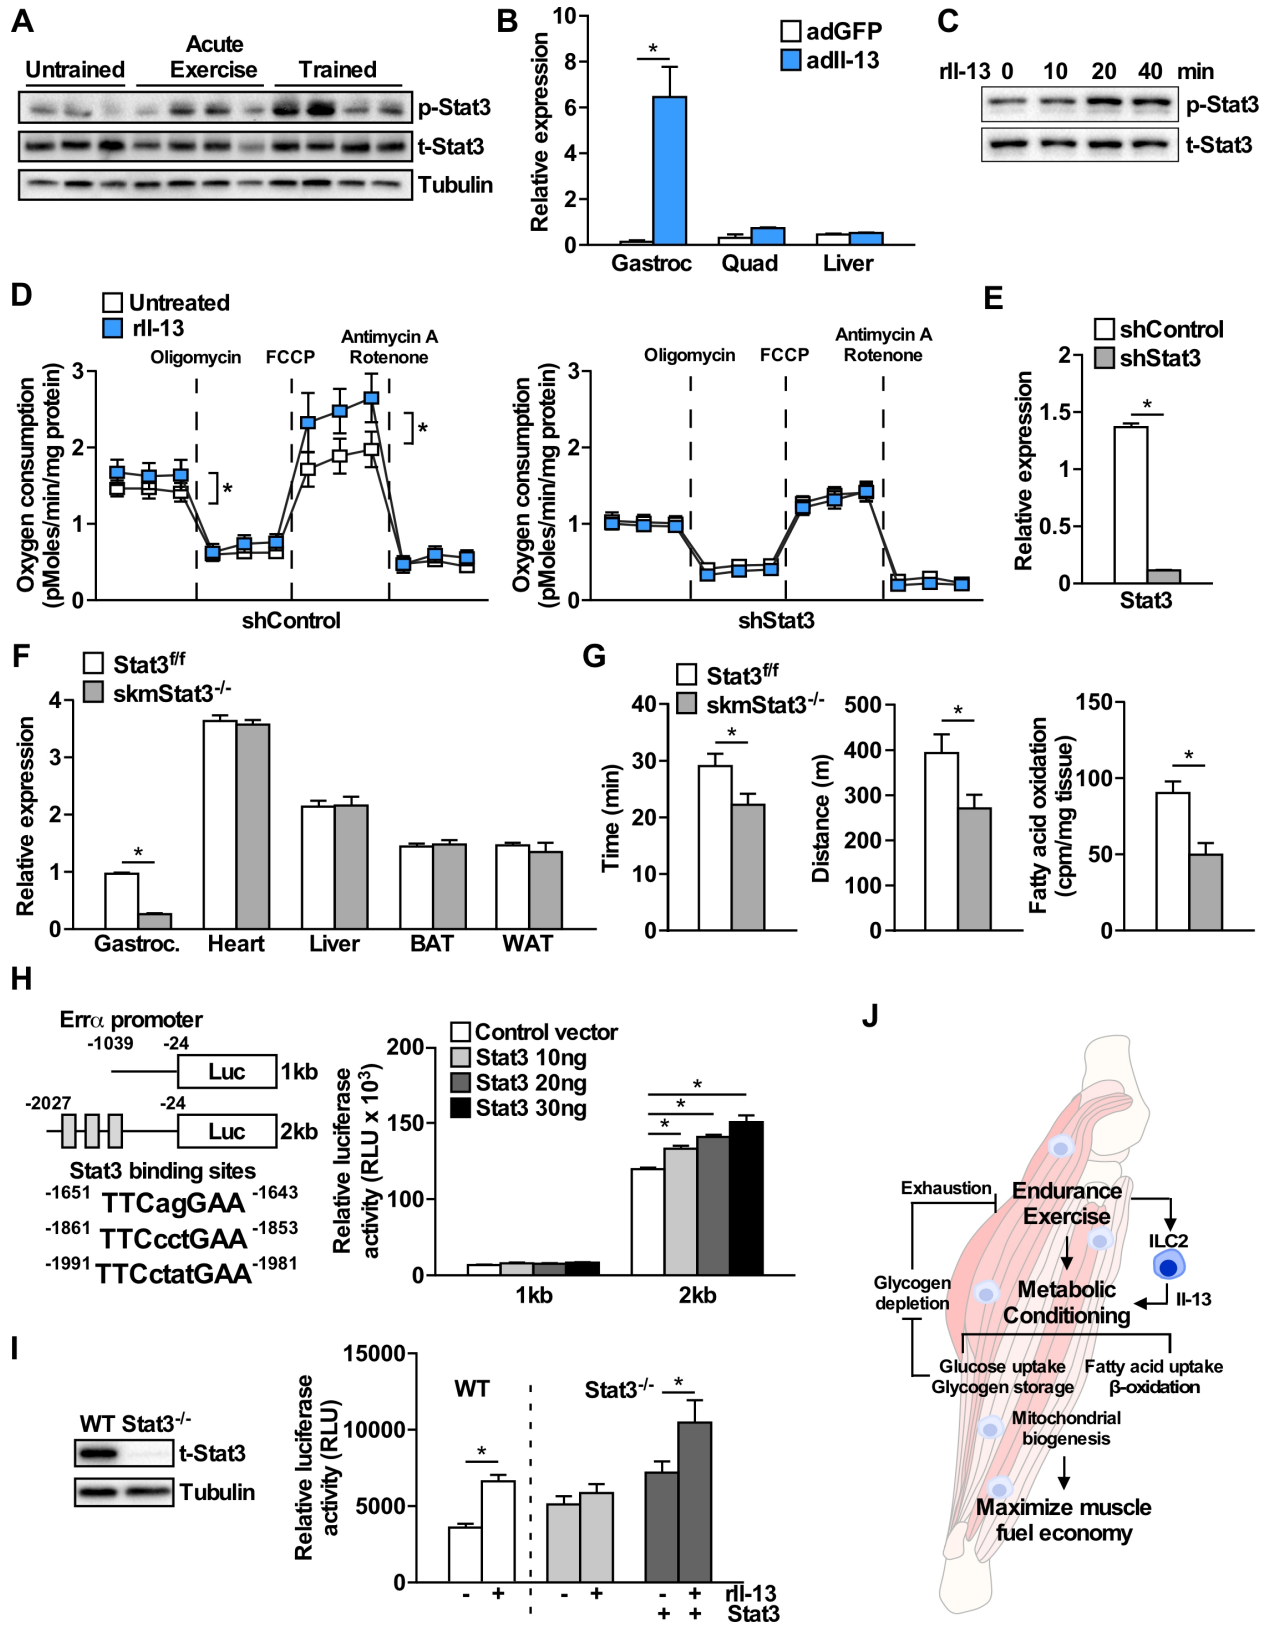 A
Acute
Untrained Exercise Trained
p-Stat3
t-Stat3
Tubulin
B
Relative expression
10
8
6
4
2
0
*
adGFP
adIl-13
Gastroc Quad Liver
C
rIl-13 0 10 20 40 min
p-Stat3
t-Stat3
D
Untreated
rIl-13
Oligomycin FCCP Antimycin A
Rotenone
Oxygen consumption
(pMoles/min/mg protein)
3
2
1
0
*
*
shControl
Oligomycin FCCP Antimycin A
Rotenone
Oxygen consumption
(pMoles/min/mg protein)
3
2
1
0
shStat3
E
shControl
shStat3
Relative expression
2
1.5
1
0.5
0
*
Stat3
F
Stat3f/f
skmStat3-/-
Relative expression
4
3
2
1
0
*
Gastroc. Heart Liver BAT WAT
G
Stat3f/f
skmStat3-/-
Time (min)
40
30
20
10
0
*
Distance (m)
500
400
300
200
100
0
*
Fatty acid oxidation
(cpm/mg tissue)
150
100
50
0
*
H
Errα promoter
-1039 -24
Luc 1kb
-2027 -24
Luc 2kb
Stat3 binding sites
-1651 TTCagGAA -1643
-1861 TTCcctGAA -1853
-1991 TTCctatGAA -1981
Relative luciferase
activity (RLU x 103)
200
150
100
0
Control vector
Stat3 10ng
Stat3 20ng
Stat3 30ng
*
*
*
1kb 2kb
I
WT Stat3-/-
t-Stat3
Tubulin
Relative luciferase
activity (RLU)
15000
10000
5000
0
WT Stat3-/-
*
*
- + - + - + rIl-13
+ + Stat3
J
Exhaustion
Endurance
Exercise
ILC2
Il-13
Glycogen
depletion
Metabolic
Conditioning
Glucose uptake
Glycogen storage
Fatty acid uptake
β-oxidation
Mitochondrial
biogenesis
Maximize muscle
fuel economy